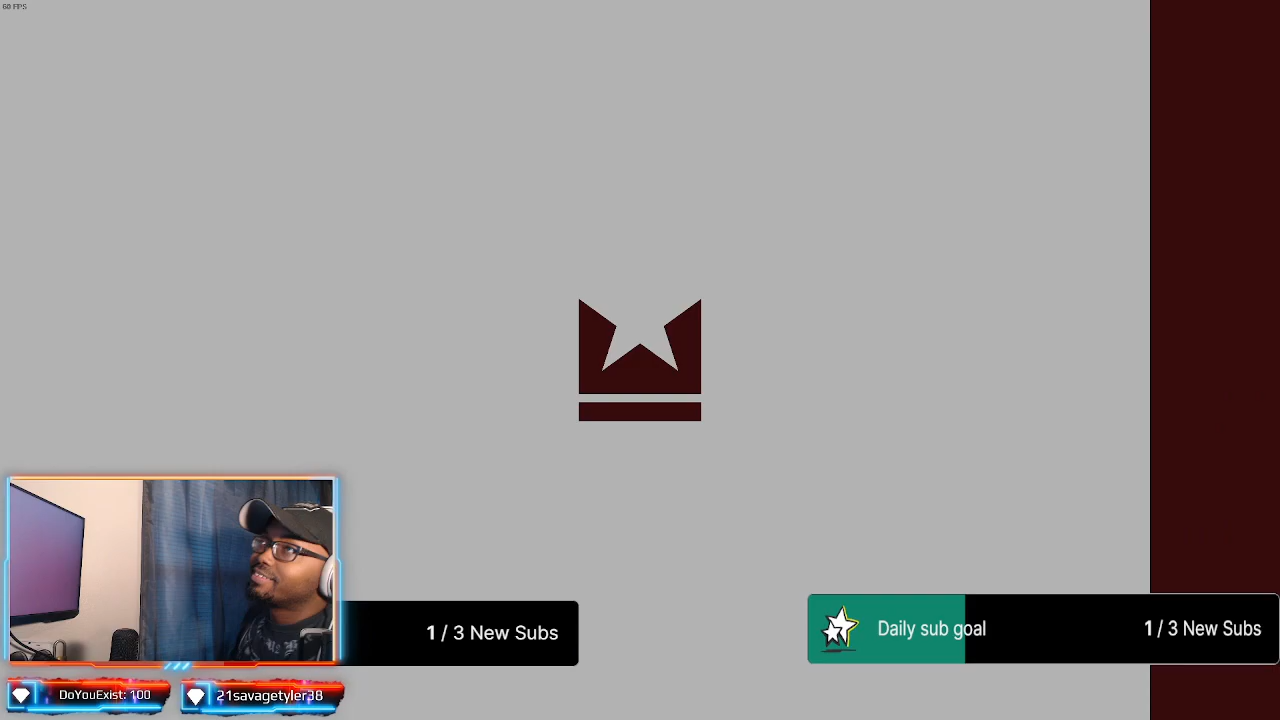 60 FPS
1 / 3 New Subs
Daily sub goal
1 / 3 New Subs
DoYouExist: 100
21savagetyler38